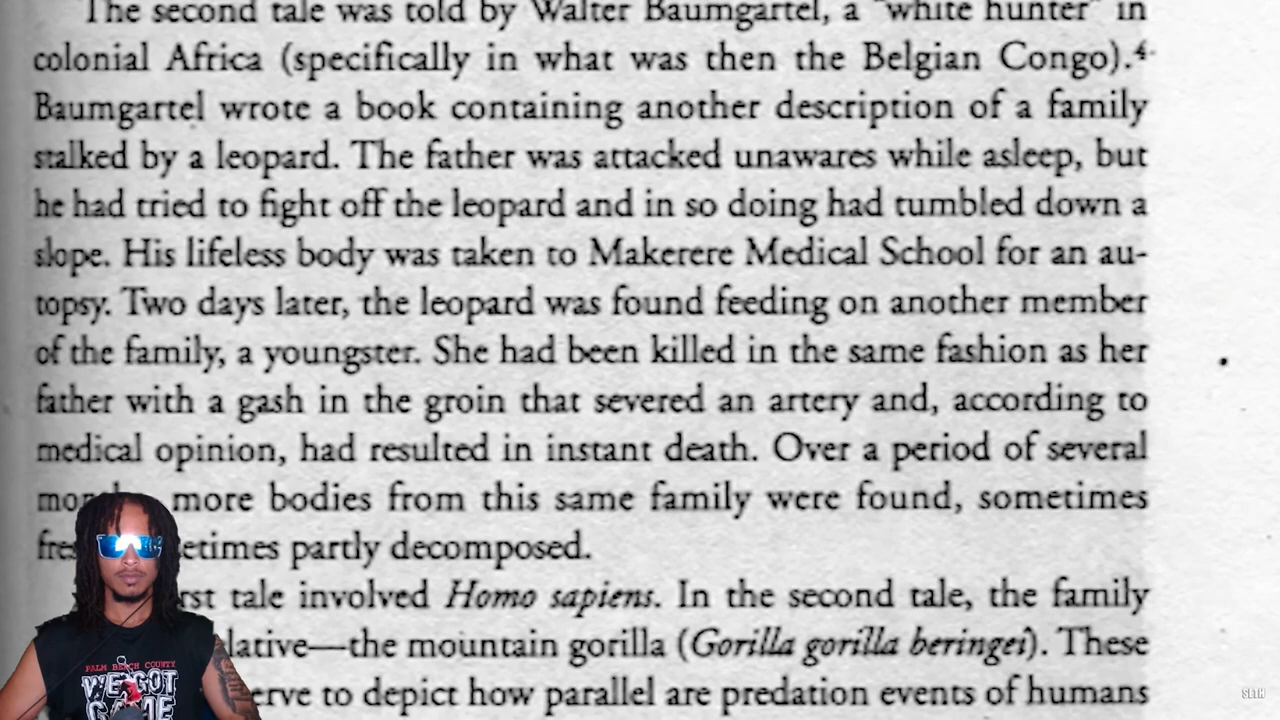 The second tale was told by Walter Baumgartel, a "white hunter" in
colonial Africa (specifically in what was then the Belgian Congo).4.
Baumgartel wrote a book containing another description of a family
stalked by a leopard. The father was attacked unawares while asleep, but
he had tried to fight off the leopard and in so doing had tumbled down a
slope. His lifeless body was taken to Makerere Medical School for an au-
topsy. Two days later, the leopard was found feeding on another member
of the family, a youngster. She had been killed in the same fashion as her
father with a gash in the groin that severed an artery and, according to
medical opinion, had resulted in instant death. Over a period of several
more bodies from this same family were found, sometimes
partly decomposed.
tale involved Homo sapiens. In the second tale, the family
the mountain gorilla (Gorilla gorilla beringei). These
to depict how parallel are predation events of humans
PALM BEACH COUNTY
WE GOT
GAME
SLTH